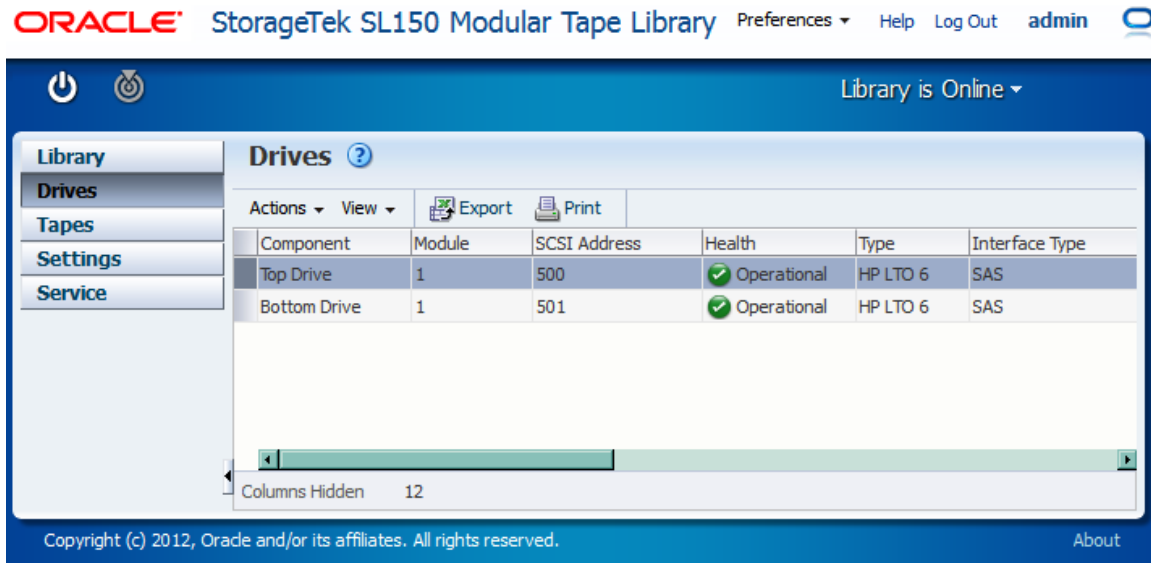 ORACLE StorageTek SL150 Modular Tape Library Preferences Help Log Out admin
Library is Online
Library
Drives
Tapes
Settings
Service
Drives ?
Actions View Export Print
Component Module SCSI Address Health Type Interface Type
Top Drive 1 500 Operational HP LTO 6 SAS
Bottom Drive 1 501 Operational HP LTO 6 SAS
Columns Hidden 12
Copyright (c) 2012, Oracle and/or its affiliates. All rights reserved. About